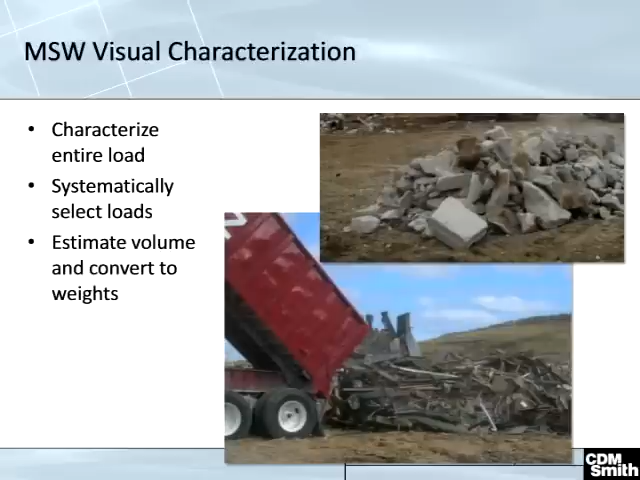 MSW Visual Characterization
• Characterize
entire load
• Systematically
select loads
• Estimate volume
and convert to
weights
CDM
Smith